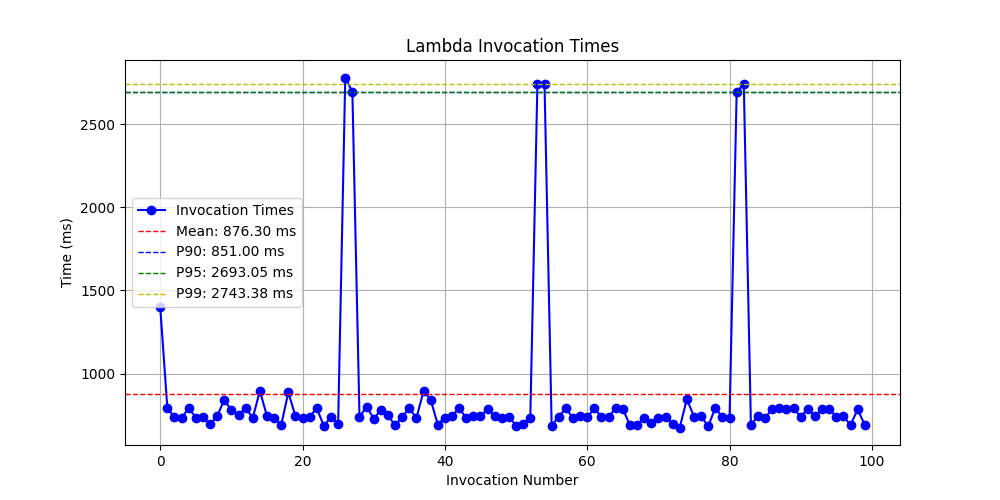 Lambda Invocation Times
Time (ms)
2500
2000
1500
1000
Invocation Times
Mean: 876.30 ms
P90: 851.00 ms
P95: 2693.05 ms
P99: 2743.38 ms
0 20 40 60 80 100
Invocation Number